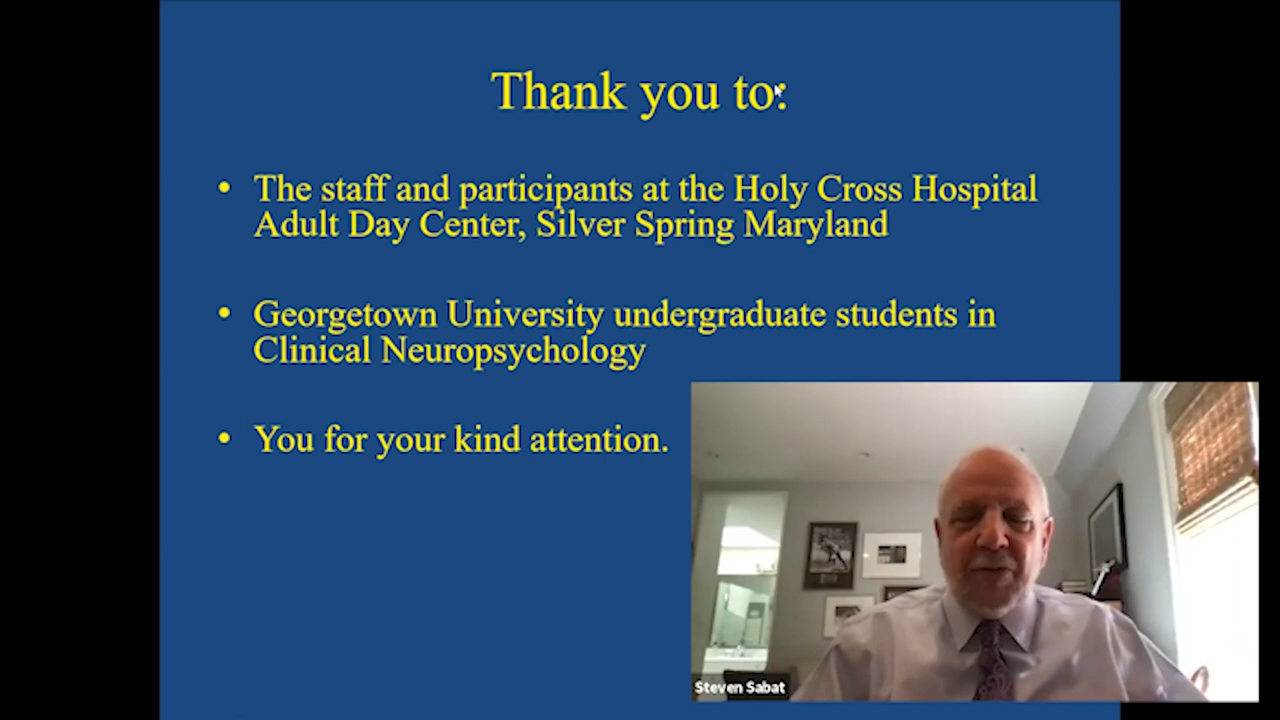 Thank you to:
• The staff and participants at the Holy Cross Hospital
Adult Day Center, Silver Spring Maryland
• Georgetown University undergraduate students in
Clinical Neuropsychology
• You for your kind attention.
Steven Sabat